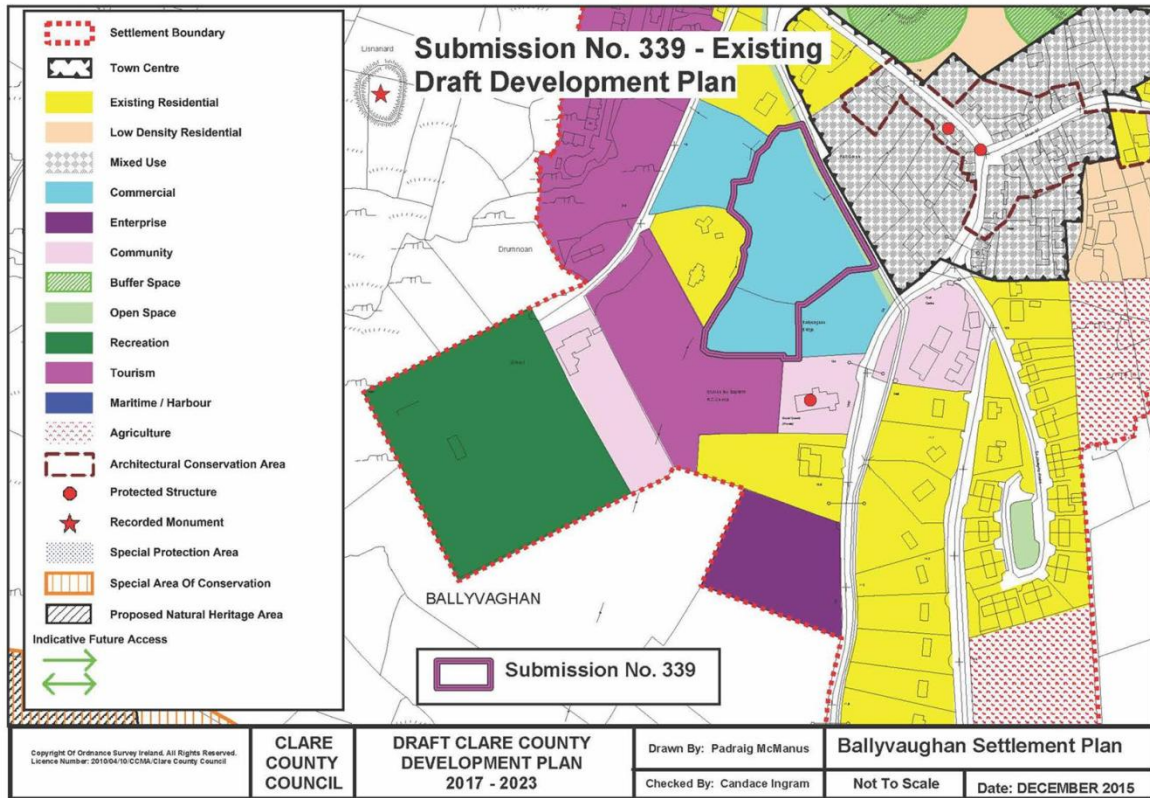 Settlement Boundary
Town Centre
Existing Residential
Low Density Residential
Mixed Use
Commercial
Enterprise
Community
Buffer Space
Open Space
Recreation
Tourism
Maritime / Harbour
Agriculture
Architectural Conservation Area
Protected Structure
Recorded Monument
Special Protection Area
Special Area Of Conservation
Proposed Natural Heritage Area
Indicative Future Access
Submission No. 339 - Existing
Draft Development Plan
Lisnanard
Drumnoan
BALLYVAGHAN
Submission No. 339
Copyright Of Ordnance Survey Ireland. All Rights Reserved.
Licence Number: 2010/04/10/CCMA/Clare County Council
CLARE
COUNTY
COUNCIL
DRAFT CLARE COUNTY
DEVELOPMENT PLAN
2017 - 2023
Drawn By: Padraig McManus
Checked By: Candace Ingram
Ballyvaughan Settlement Plan
Not To Scale
Date: DECEMBER 2015